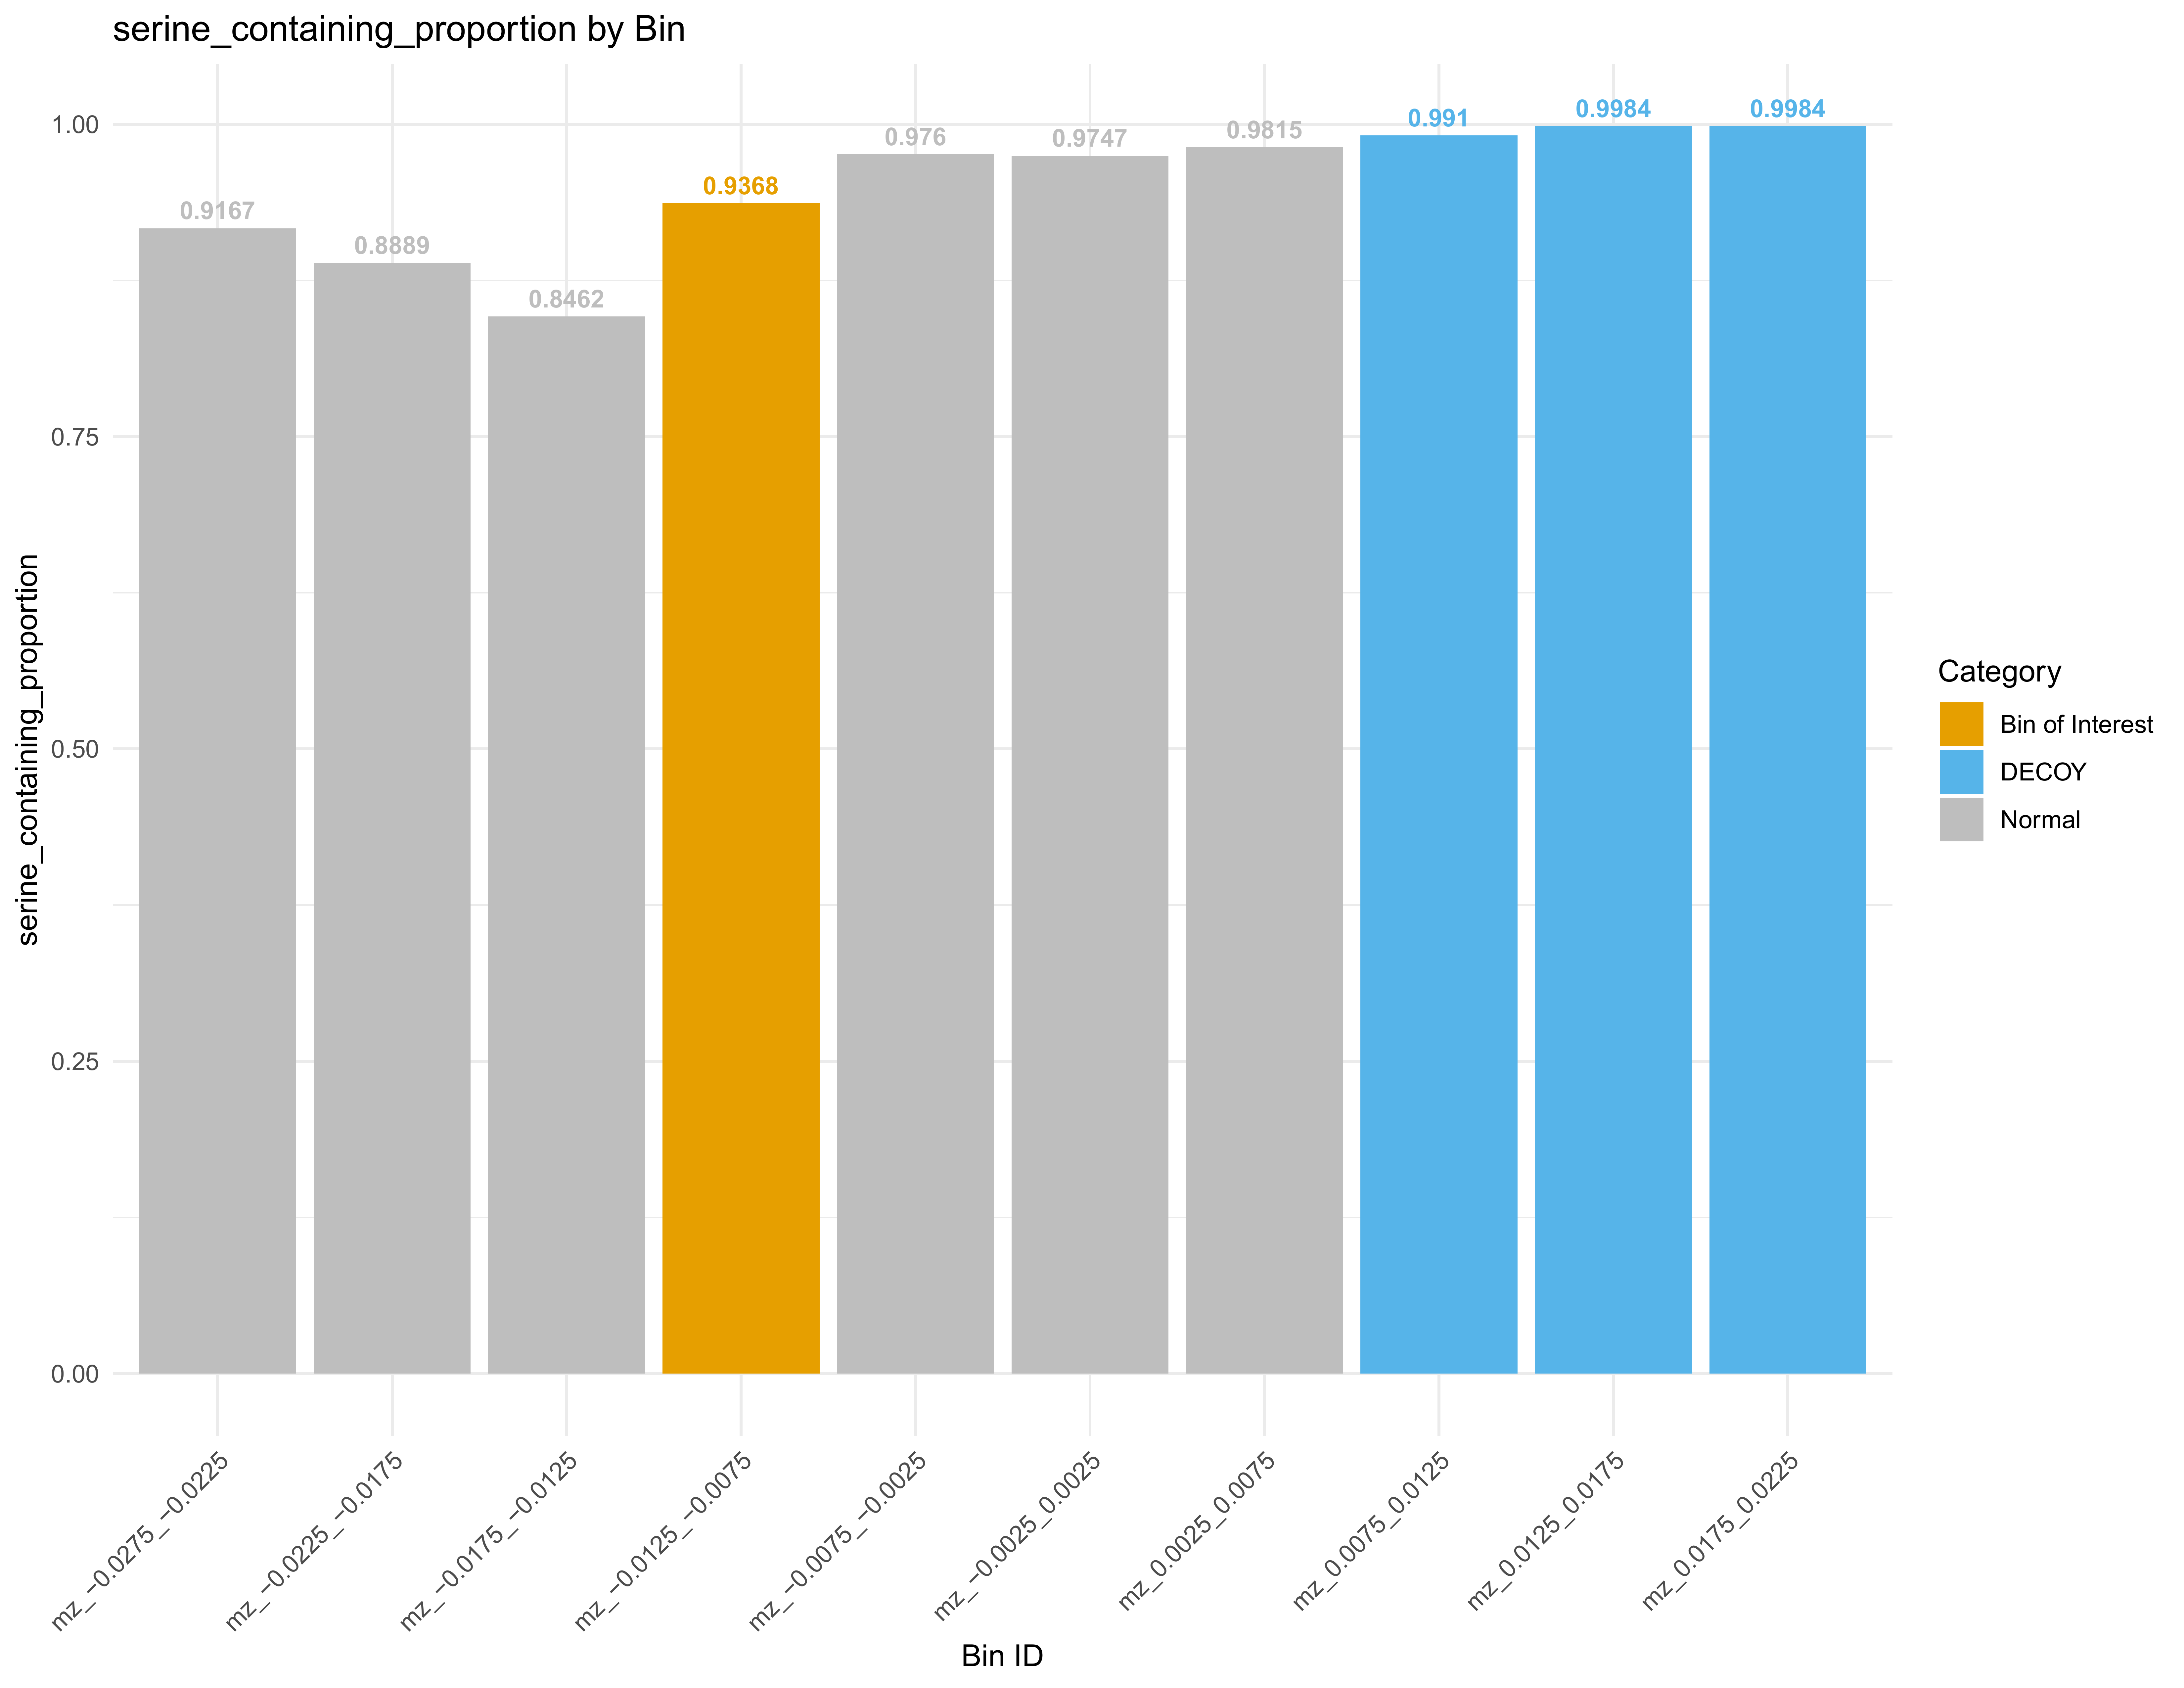 serine_containing_proportion by Bin
serine_containing_proportion
1.00
0.75
0.50
0.25
0.00
0.9167
0.8889
0.8462
0.9368
0.976
0.9747
0.9815
0.991
0.9984
0.9984
mz_−0.0275_−0.0225
mz_−0.0225_−0.0175
mz_−0.0175_−0.0125
mz_−0.0125_−0.0075
mz_−0.0075_−0.0025
mz_−0.0025_0.0025
mz_0.0025_0.0075
mz_0.0075_0.0125
mz_0.0125_0.0175
mz_0.0175_0.0225
Bin ID
Category
Bin of Interest
DECOY
Normal